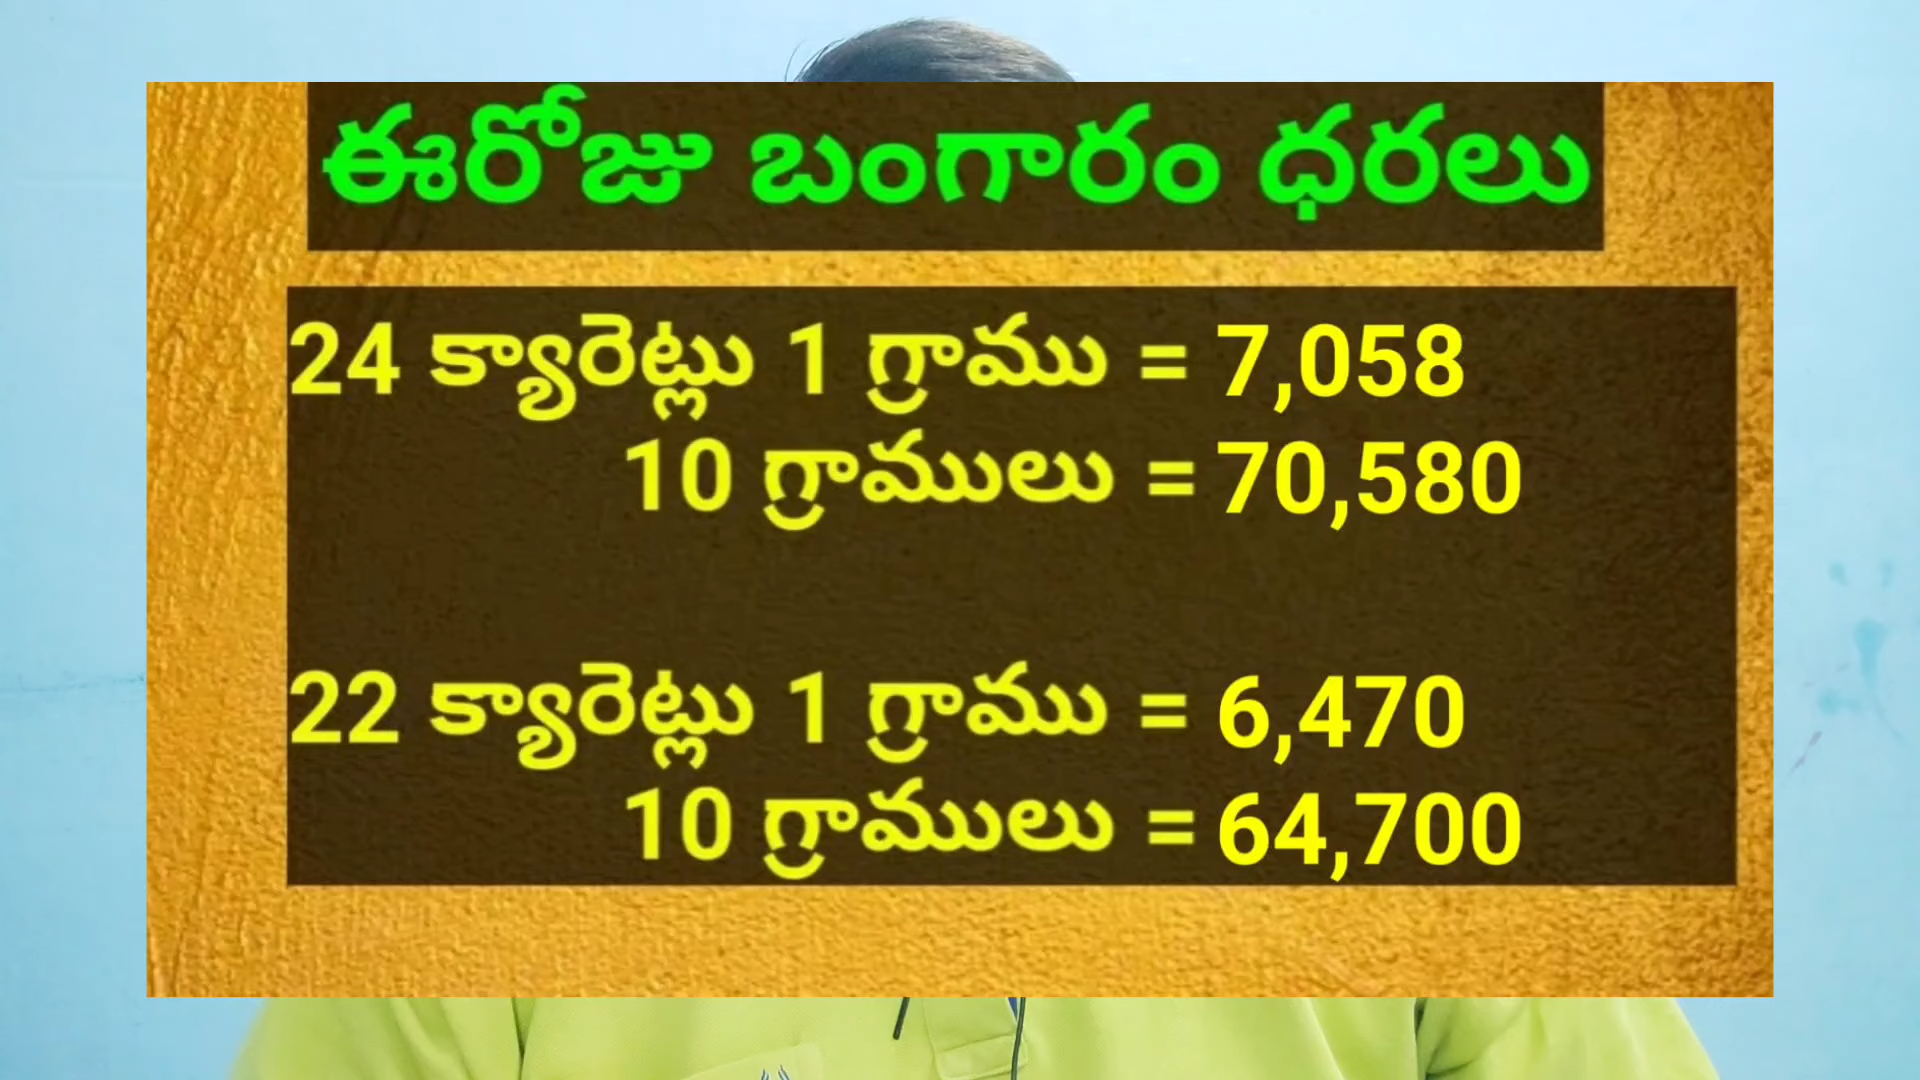 ఈరోజు బంగారం ధరలు
24 క్యారెట్లు 1 గ్రాము = 7,058
10 గ్రాములు = 70,580
22 క్యారెట్లు 1 గ్రాము = 6,470
10 గ్రాములు = 64,700